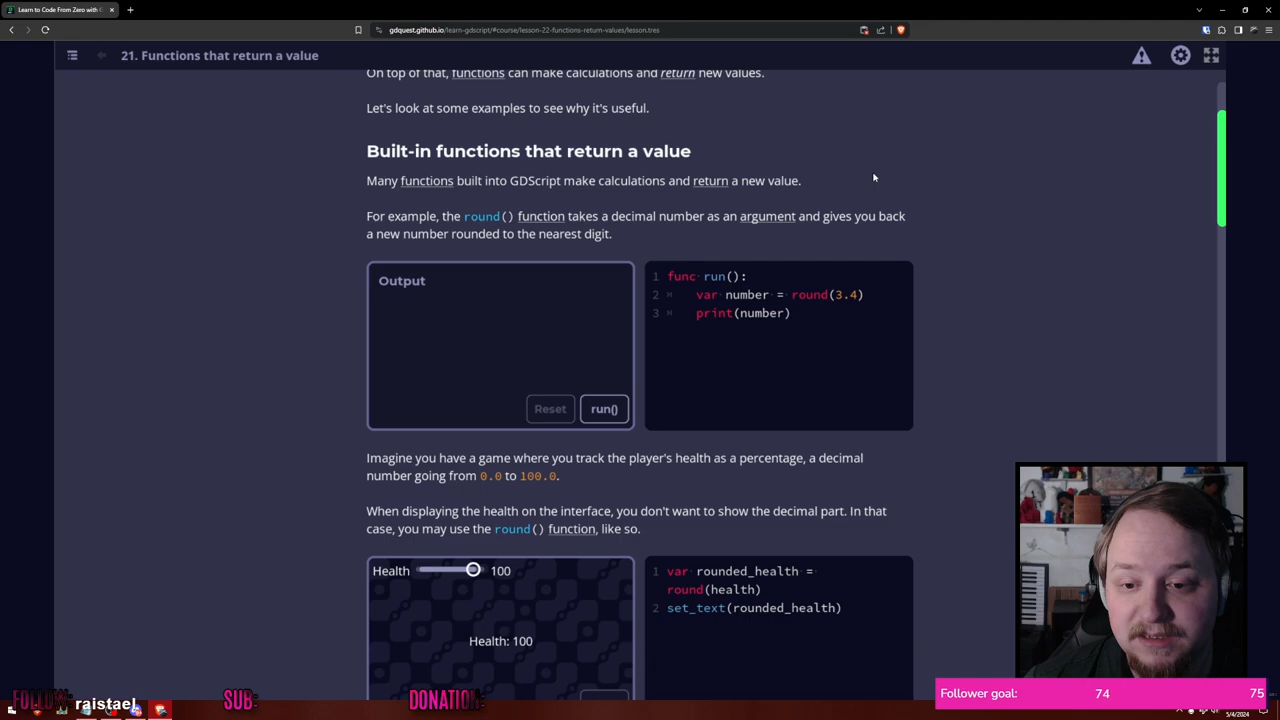 Learn to Code From Zero with
gdquest.github.io/learn-gdscript/#course/lesson-22-functions-return-values/lesson.tres
21. Functions that return a value
On top of that, functions can make calculations and return new values.
Let's look at some examples to see why it's useful.
Built-in functions that return a value
Many functions built into GDScript make calculations and return a new value.
For example, the round() function takes a decimal number as an argument and gives you back
a new number rounded to the nearest digit.
Output
Reset
run()
1 func run():
2 var number = round(3.4)
3 print(number)
Imagine you have a game where you track the player's health as a percentage, a decimal
number going from 0.0 to 100.0.
When displaying the health on the interface, you don't want to show the decimal part. In that
case, you may use the round() function, like so.
Health 100
Health: 100
1 var rounded_health =
round(health)
2 set_text(rounded_health)
FOLLOW: raistael
SUB:
DONATION:
Follower goal: 74 75
5/4/2024